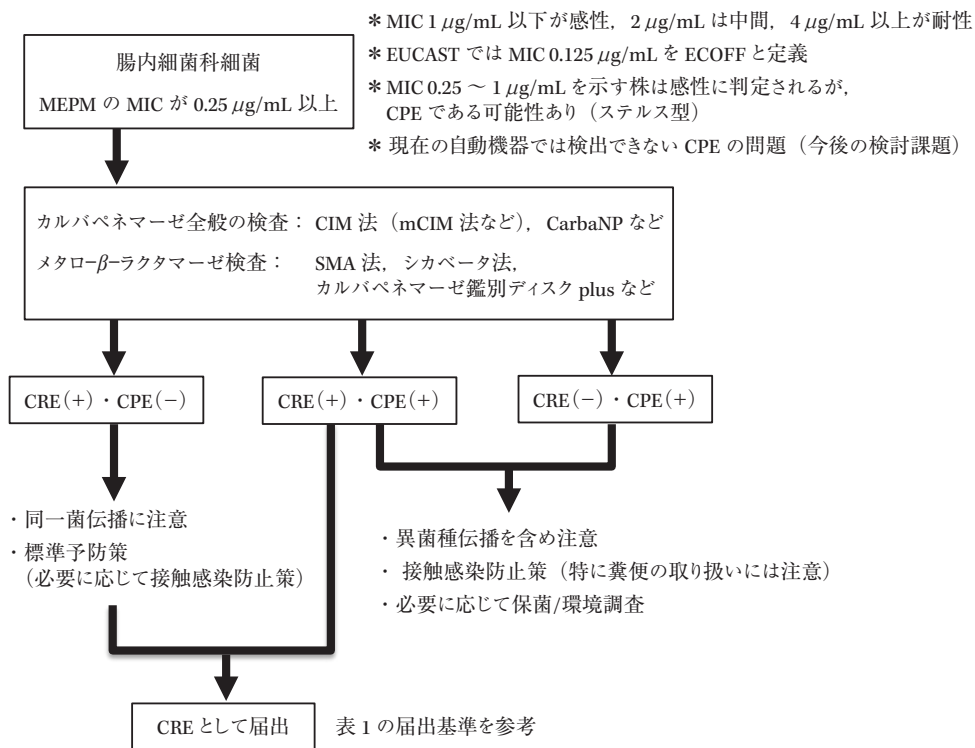 ＊MIC 1 μg/mL 以下が感性，2 μg/mL は中間，4 μg/mL 以上が耐性
＊EUCAST では MIC 0.125 μg/mL を ECOFF と定義
＊MIC 0.25 ～ 1 μg/mL を示す株は感性に判定されるが，
CPE である可能性あり（ステルス型）
＊現在の自動機器では検出できない CPE の問題（今後の検討課題）
腸内細菌科細菌
MEPM の MIC が 0.25 μg/mL 以上
カルバペネマーゼ全般の検査： CIM 法（mCIM 法など），CarbaNP など
メタロ−β−ラクタマーゼ検査： SMA 法，シカベータ法，
カルバペネマーゼ鑑別ディスク plus など
CRE(+)・CPE(−)
CRE(+)・CPE(+)
CRE(−)・CPE(+)
・同一菌伝播に注意
・標準予防策
（必要に応じて接触感染防止策）
・異菌種伝播を含め注意
・接触感染防止策（特に糞便の取り扱いには注意）
・必要に応じて保菌/環境調査
CRE として届出
表 1 の届出基準を参考